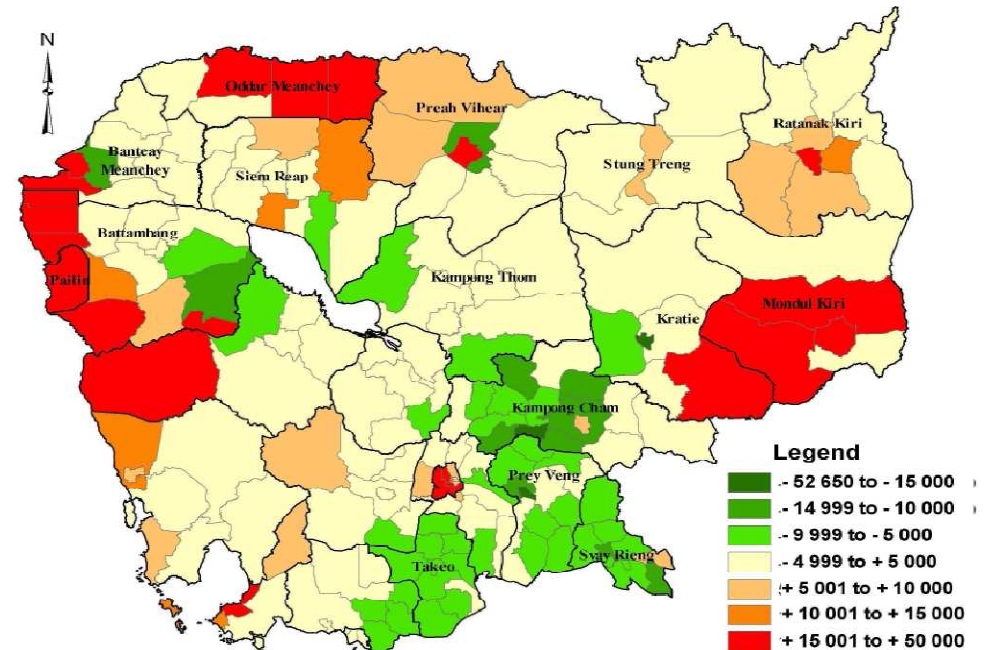 N
Oddar Meanchey
Preah Vihear
Ratanak Kiri
Banteay
Meanchey
Siem Reap
Stung Treng
Battambang
Pailin
Kampong Thom
Mondul Kiri
Kratie
Kampong Cham
Prey Veng
Svay Rieng
Takeo
Legend
- 52 650 to - 15 000
- 14 999 to - 10 000
- 9 999 to - 5 000
- 4 999 to + 5 000
+ 5 001 to + 10 000
+ 10 001 to + 15 000
+ 15 001 to + 50 000